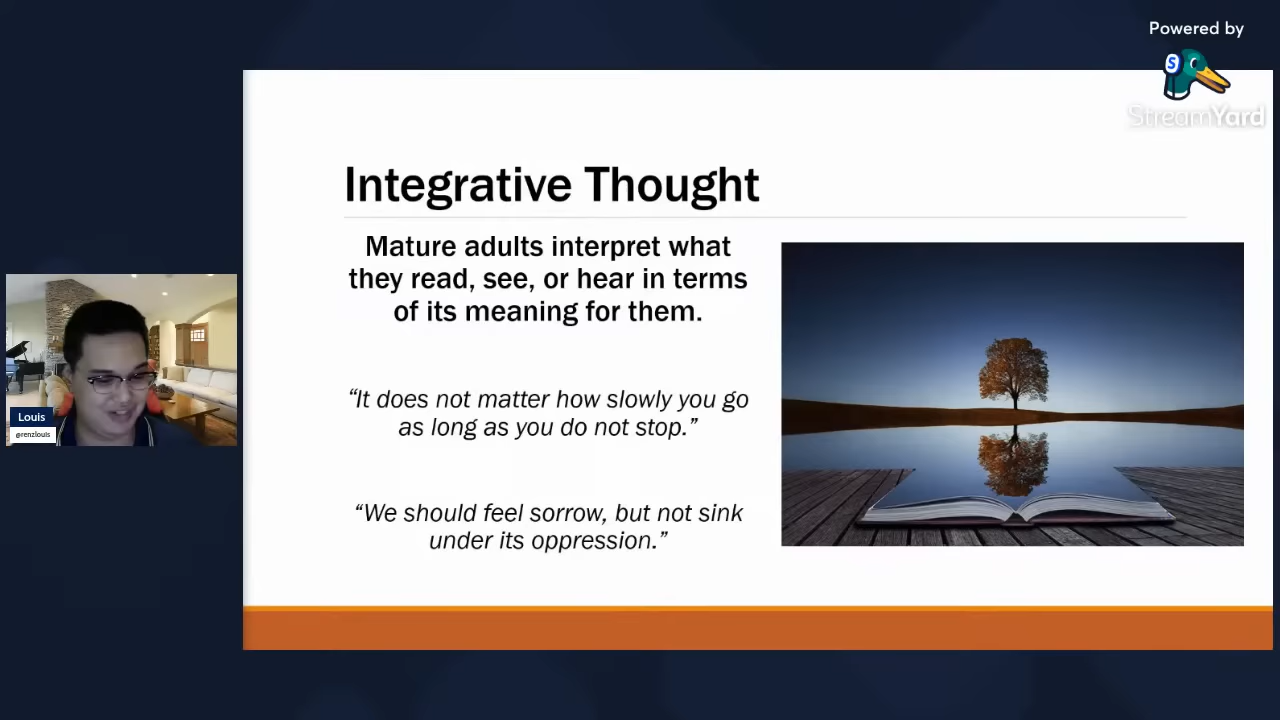 Powered by
S
StreamYard
Integrative Thought
Mature adults interpret what
they read, see, or hear in terms
of its meaning for them.
“It does not matter how slowly you go
as long as you do not stop.”
“We should feel sorrow, but not sink
under its oppression.”
Louis
@renzlouis